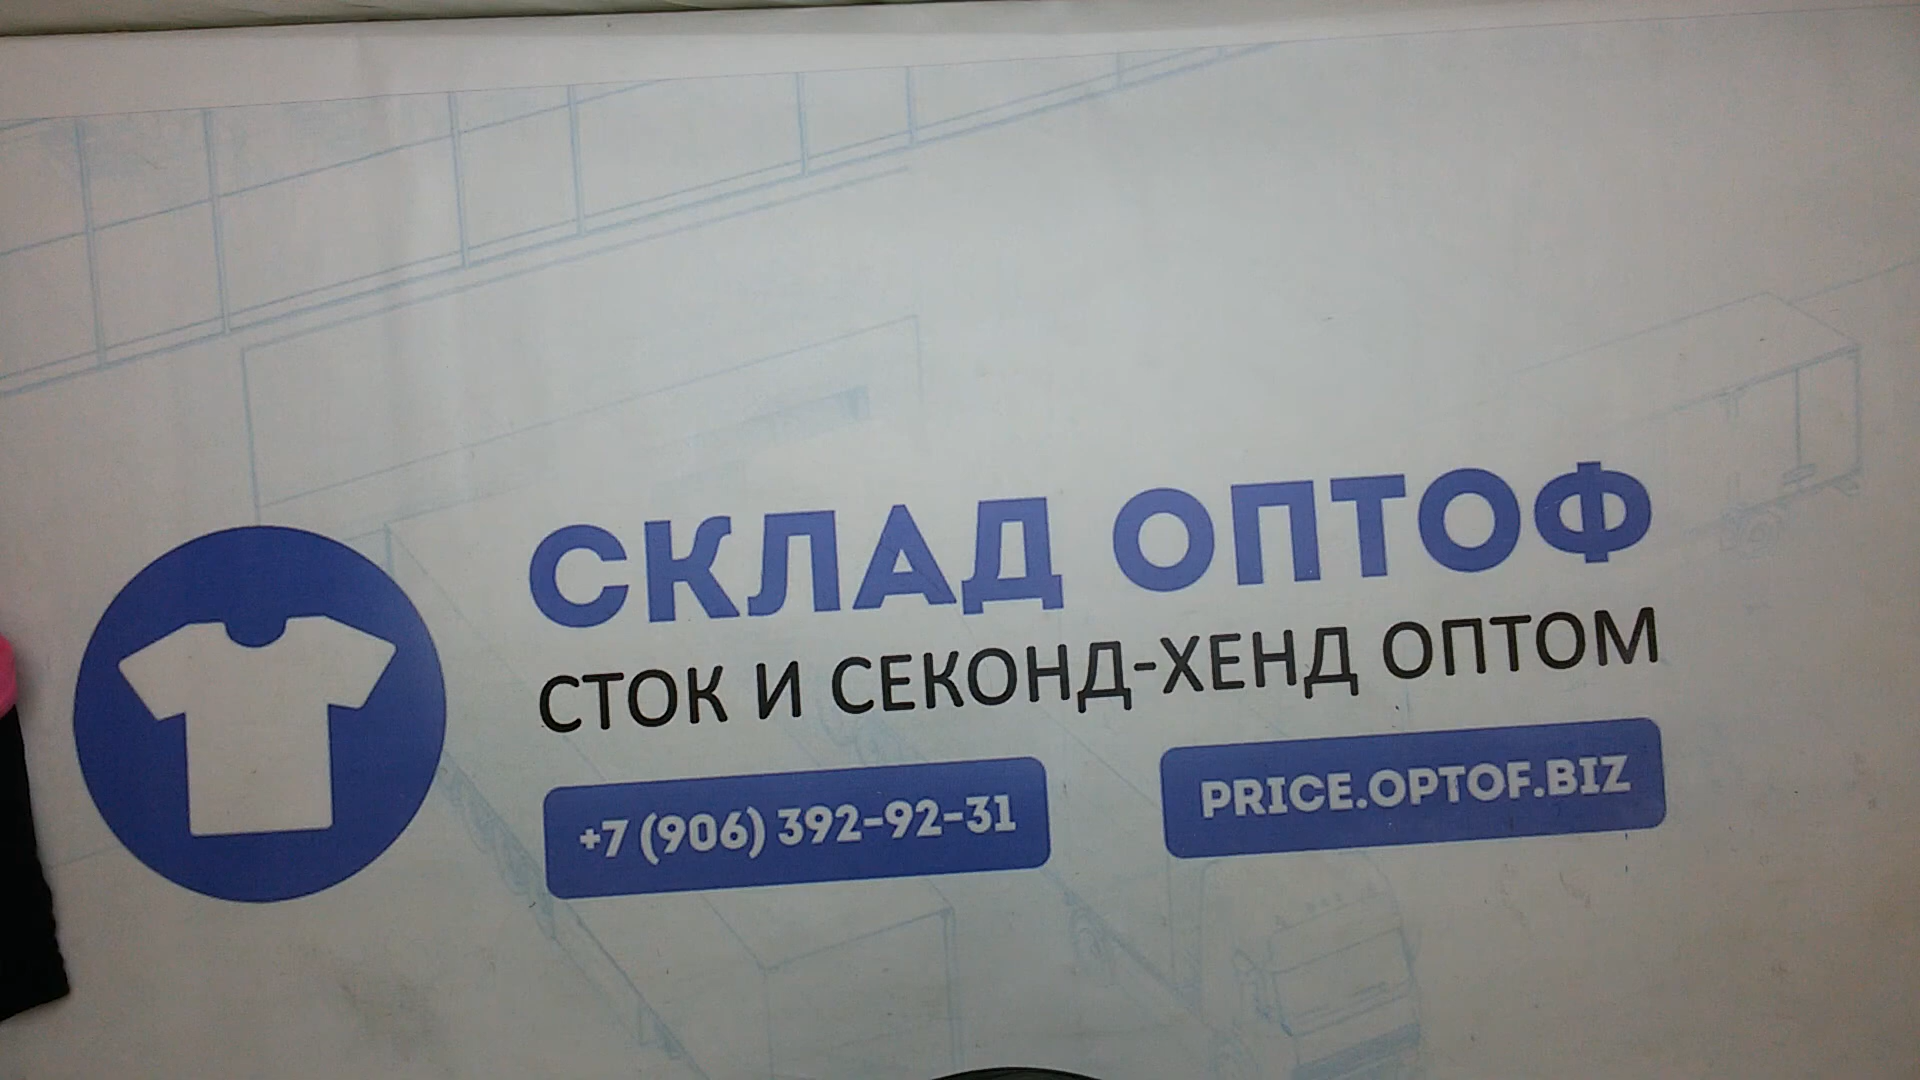 СКЛАД ОПТОФ
СТОК И СЕКОНД-ХЕНД ОПТОМ
+7 (906) 392-92-31
PRICE.OPTOF.BIZ